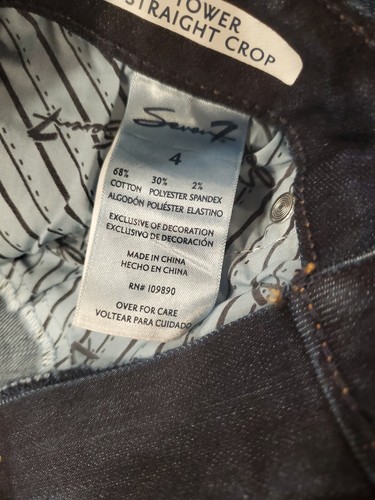 TOWER
STRAIGHT CROP
Seven7
Seven7
4
68% 30% 2%
COTTON POLYESTER SPANDEX
ALGODÓN POLIÉSTER ELASTINO
EXCLUSIVE OF DECORATION
EXCLUSIVO DE DECORACIÓN
MADE IN CHINA
HECHO EN CHINA
RN# 109890
OVER FOR CARE
VOLTEAR PARA CUIDADO